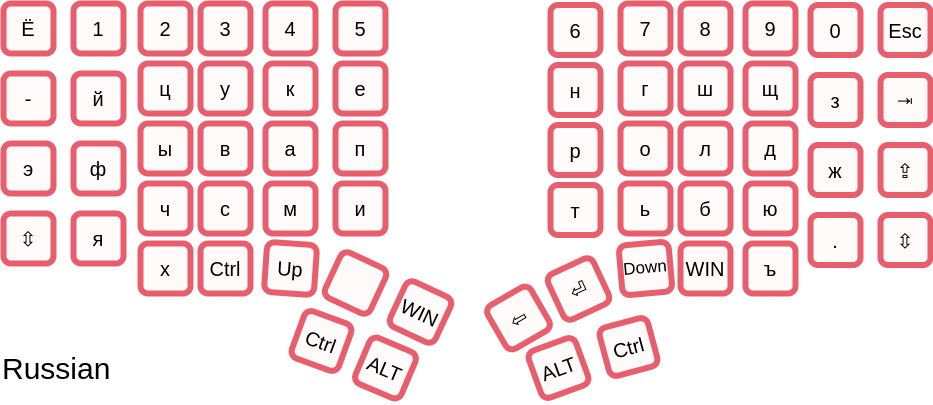 Ё 1 2 3 4 5 6 7 8 9 0 Esc
- й ц у к е н г ш щ з ⇥
э ф ы в а п р о л д ж ⇪
⇳ я ч с м и т ь б ю . ⇳
х Ctrl Up WIN ⇦ ⏎ Down WIN ъ
Ctrl ALT ALT Ctrl
Russian